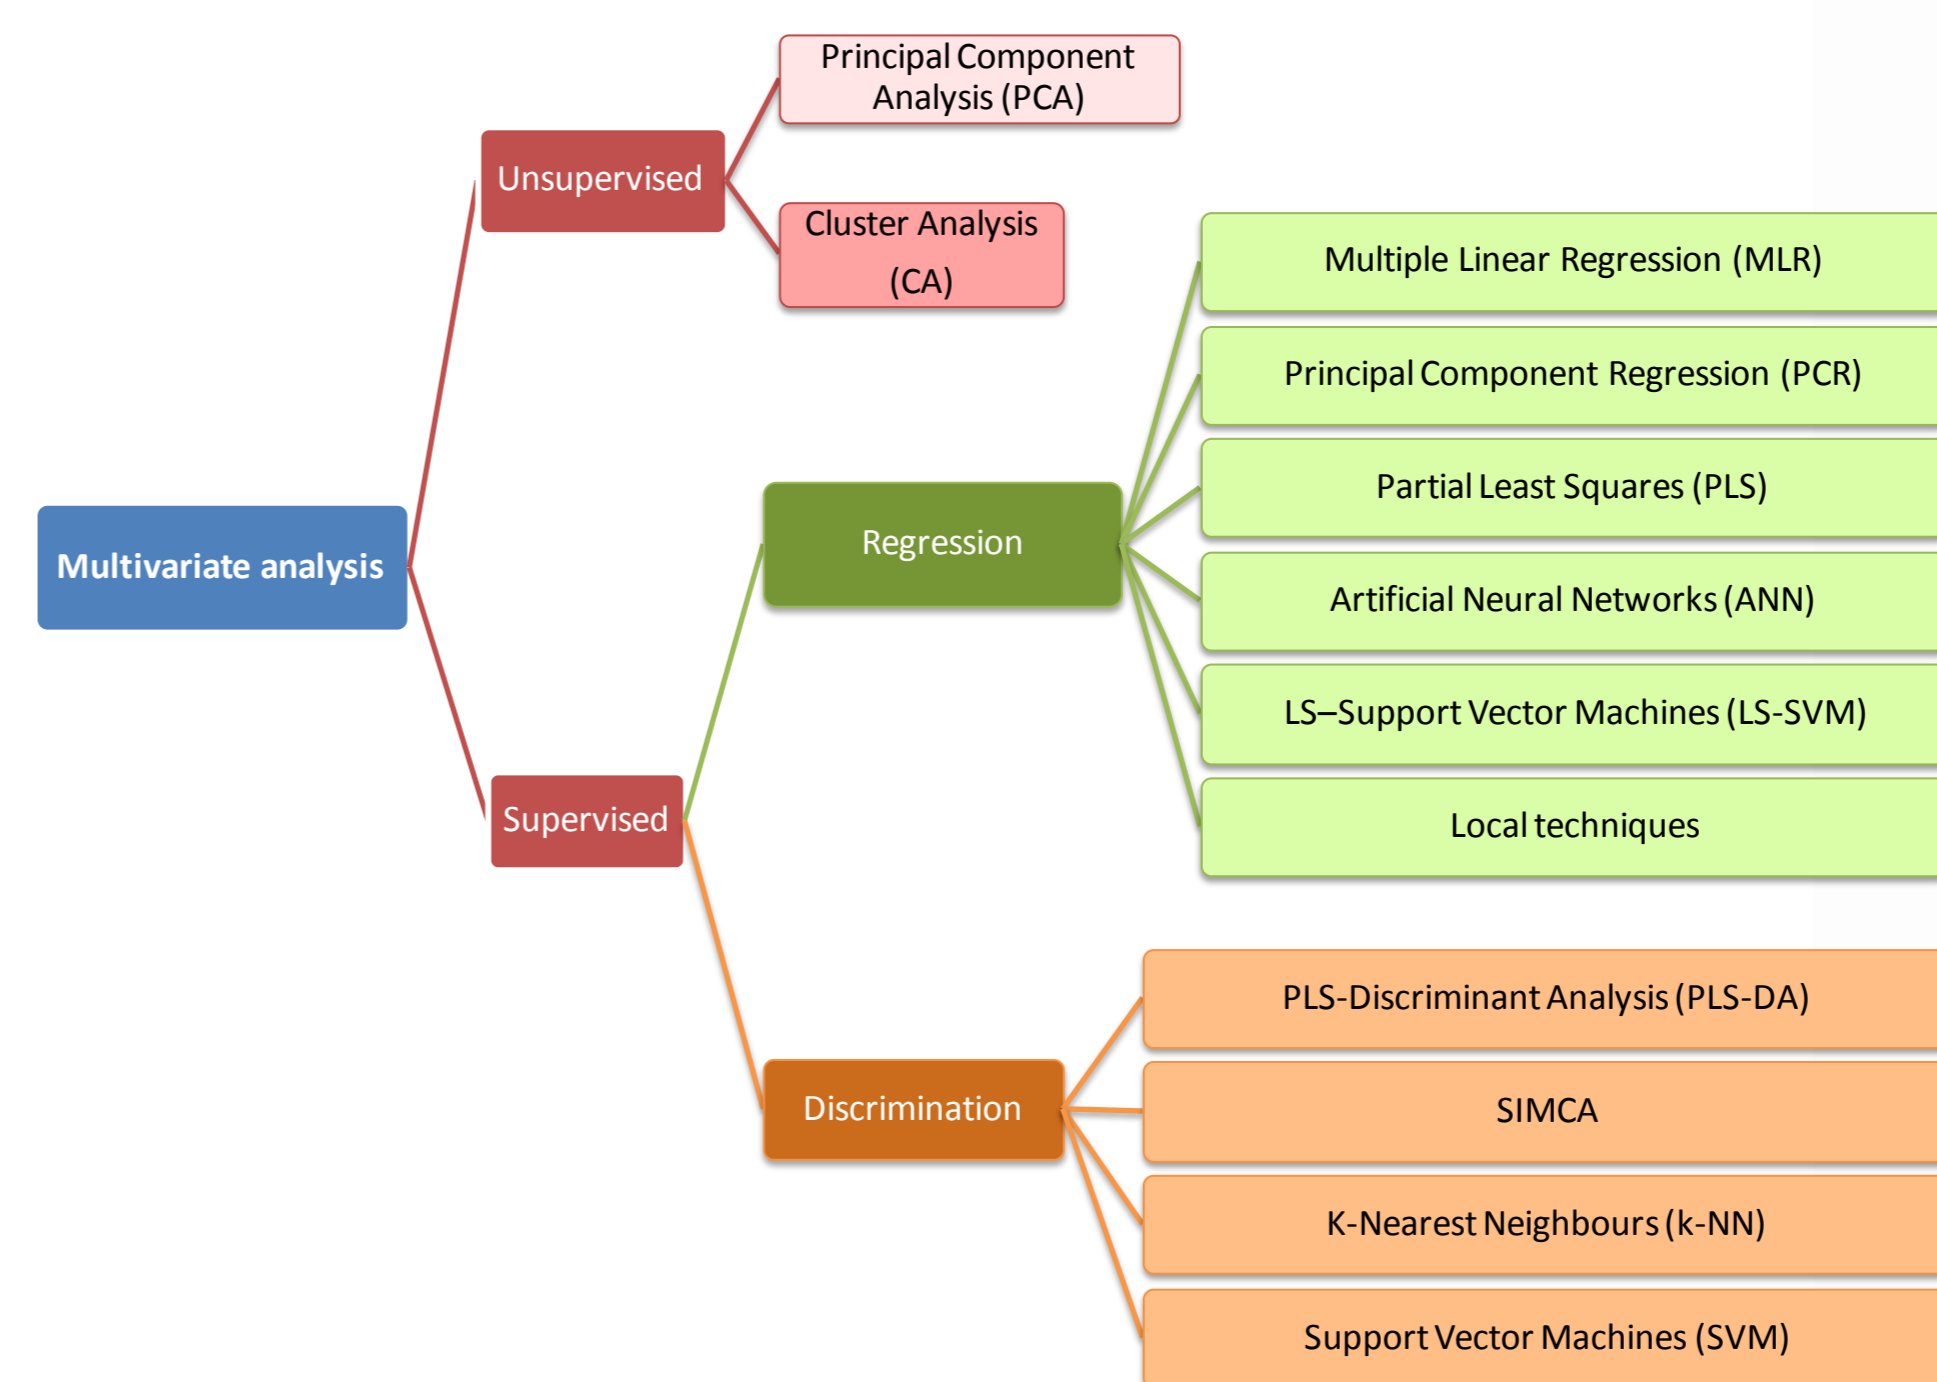 Principal Component
Analysis (PCA)
Unsupervised
Cluster Analysis
(CA)
Multiple Linear Regression (MLR)
Principal Component Regression (PCR)
Partial Least Squares (PLS)
Regression
Multivariate analysis
Artificial Neural Networks (ANN)
LS–Support Vector Machines (LS-SVM)
Supervised
Local techniques
PLS-Discriminant Analysis (PLS-DA)
Discrimination
SIMCA
K-Nearest Neighbours (k-NN)
Support Vector Machines (SVM)